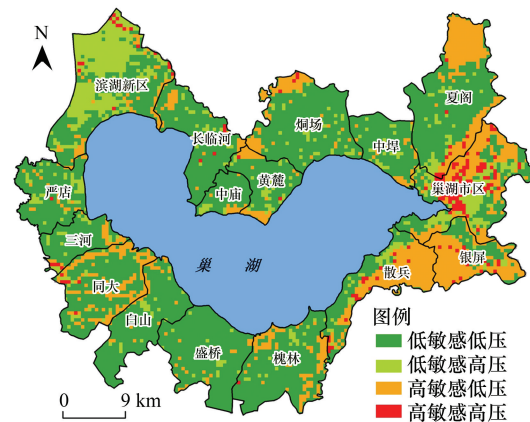 N
滨湖新区
夏阁
长临河
炯场
中垾
中庙
黄麓
严店
巢湖市区
三河
巢 湖
散兵
银屏
同大
白山
盛桥
槐林
图例
低敏感低压
低敏感高压
高敏感低压
高敏感高压
0 9 km